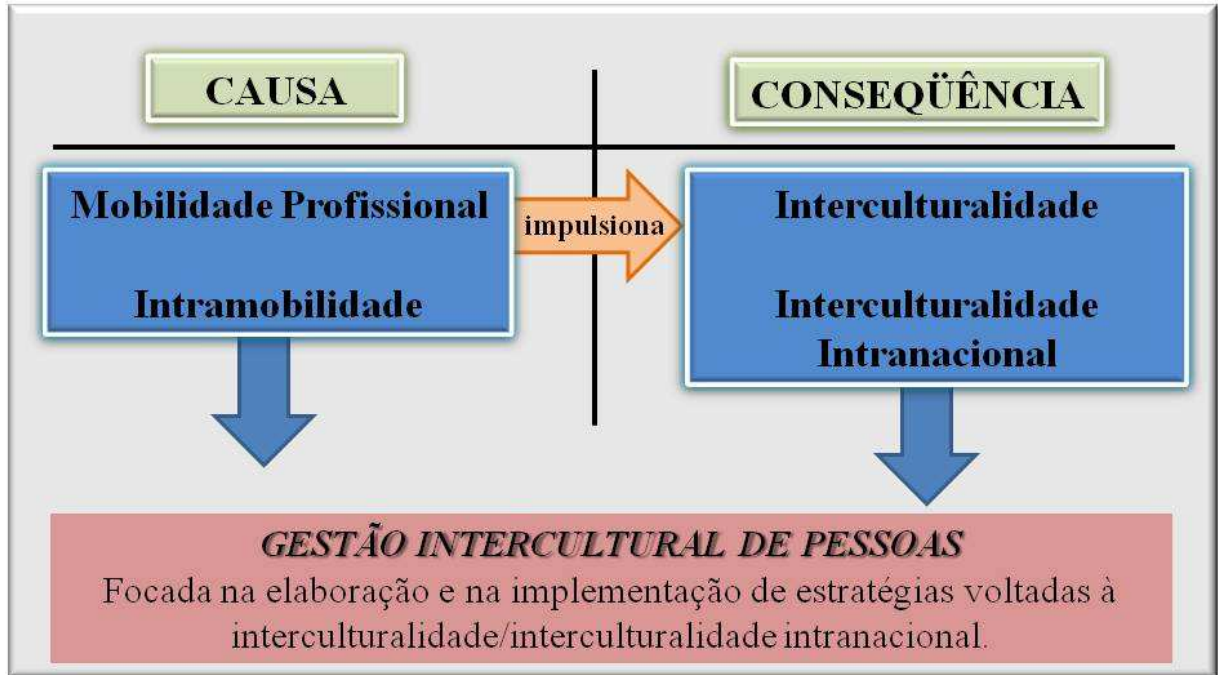 CAUSA
CONSEQÜÊNCIA
Mobilidade Profissional
Intramobilidade
impulsiona
Interculturalidade
Interculturalidade
Intranacional
GESTÃO INTERCULTURAL DE PESSOAS
Focada na elaboração e na implementação de estratégias voltadas à
interculturalidade/interculturalidade intranacional.